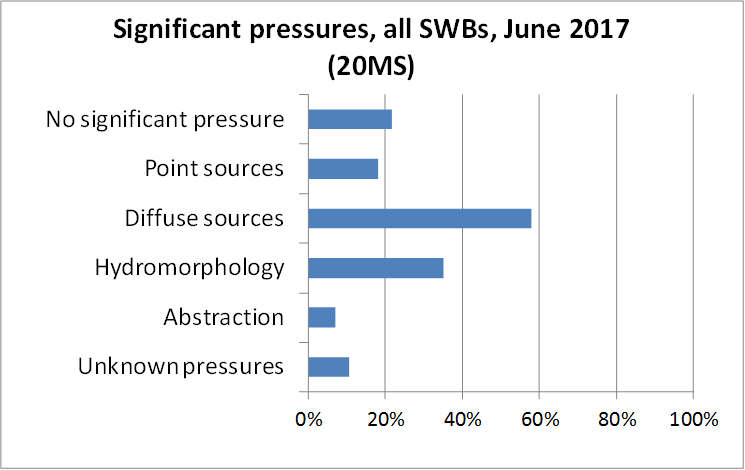 Significant pressures, all SWBs, June 2017
(20MS)
No significant pressure
Point sources
Diffuse sources
Hydromorphology
Abstraction
Unknown pressures
0% 20% 40% 60% 80% 100%